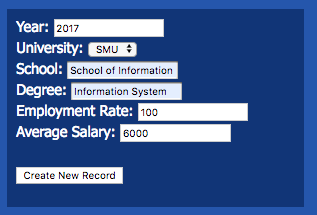 Year: 2017
University: SMU
School: School of Information
Degree: Information System
Employment Rate: 100
Average Salary: 6000
Create New Record